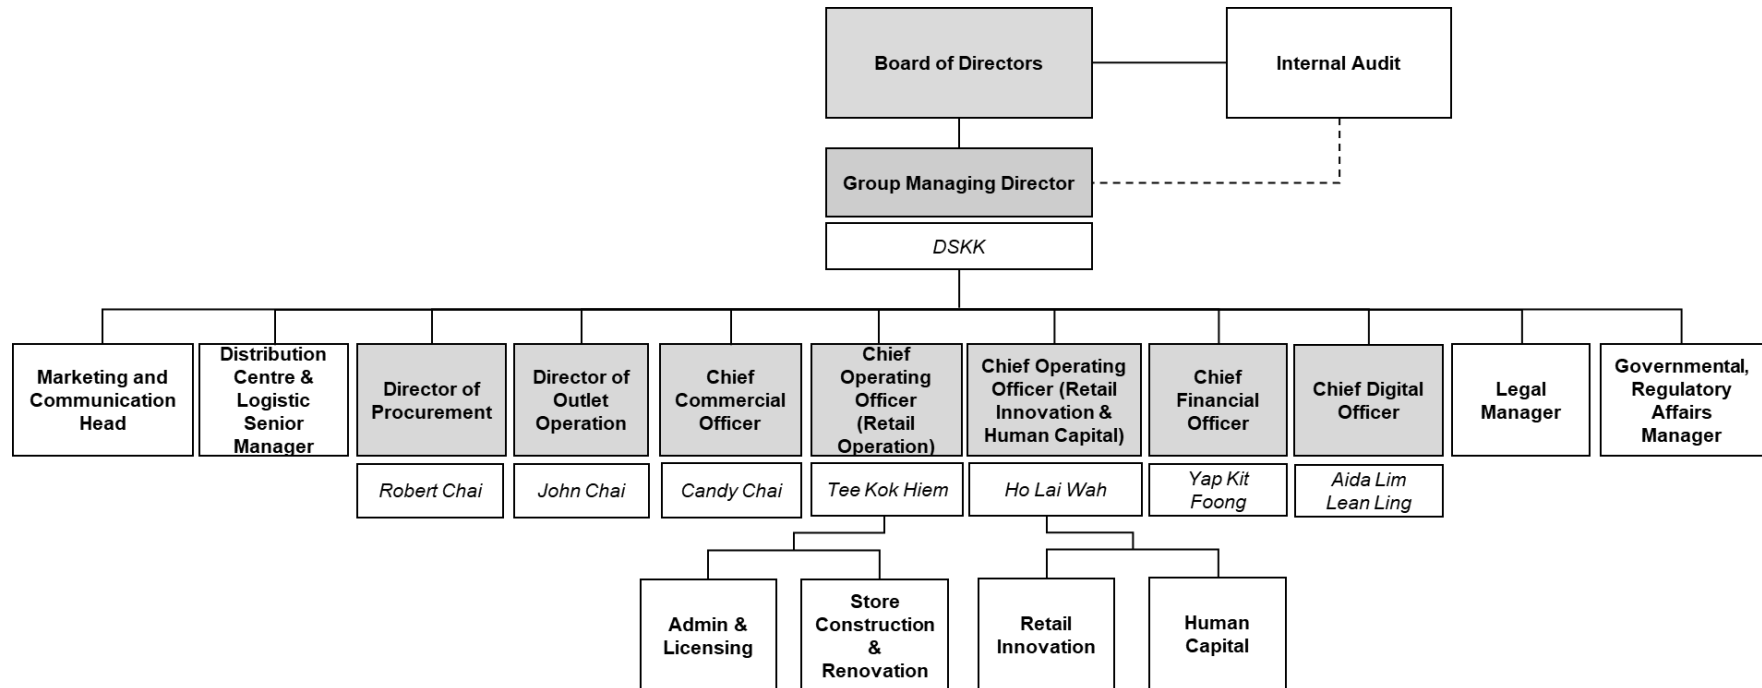 Board of Directors
Internal Audit
Group Managing Director
DSKK
Marketing and
Communication
Head
Distribution
Centre &
Logistic
Senior
Manager
Director of
Procurement
Robert Chai
Director of
Outlet
Operation
John Chai
Chief
Commercial
Officer
Candy Chai
Chief
Operating
Officer
(Retail
Operation)
Tee Kok Hiem
Chief Operating
Officer (Retail
Innovation &
Human Capital)
Ho Lai Wah
Chief
Financial
Officer
Yap Kit
Foong
Chief Digital
Officer
Aida Lim
Lean Ling
Legal
Manager
Governmental,
Regulatory
Affairs
Manager
Admin &
Licensing
Store
Construction
&
Renovation
Retail
Innovation
Human
Capital